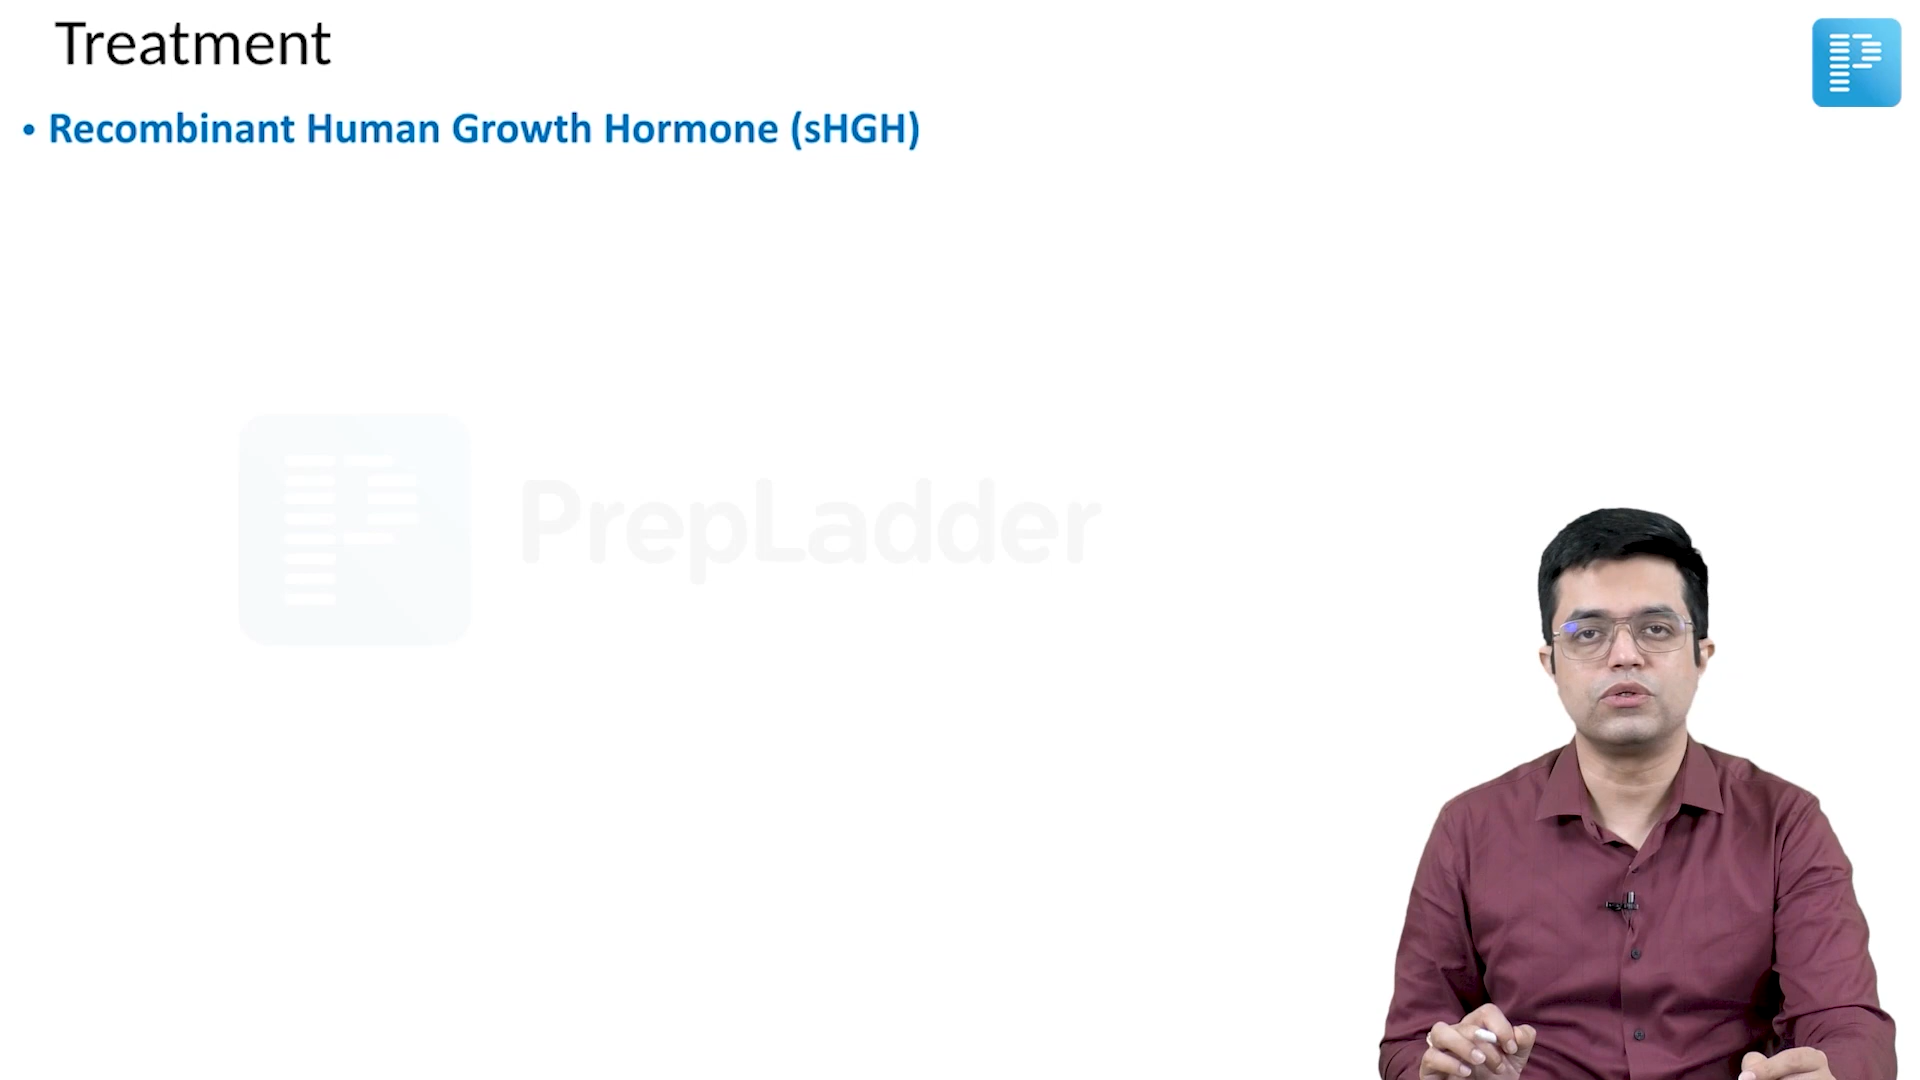 Treatment
• Recombinant Human Growth Hormone (sHGH)
PrepLadder